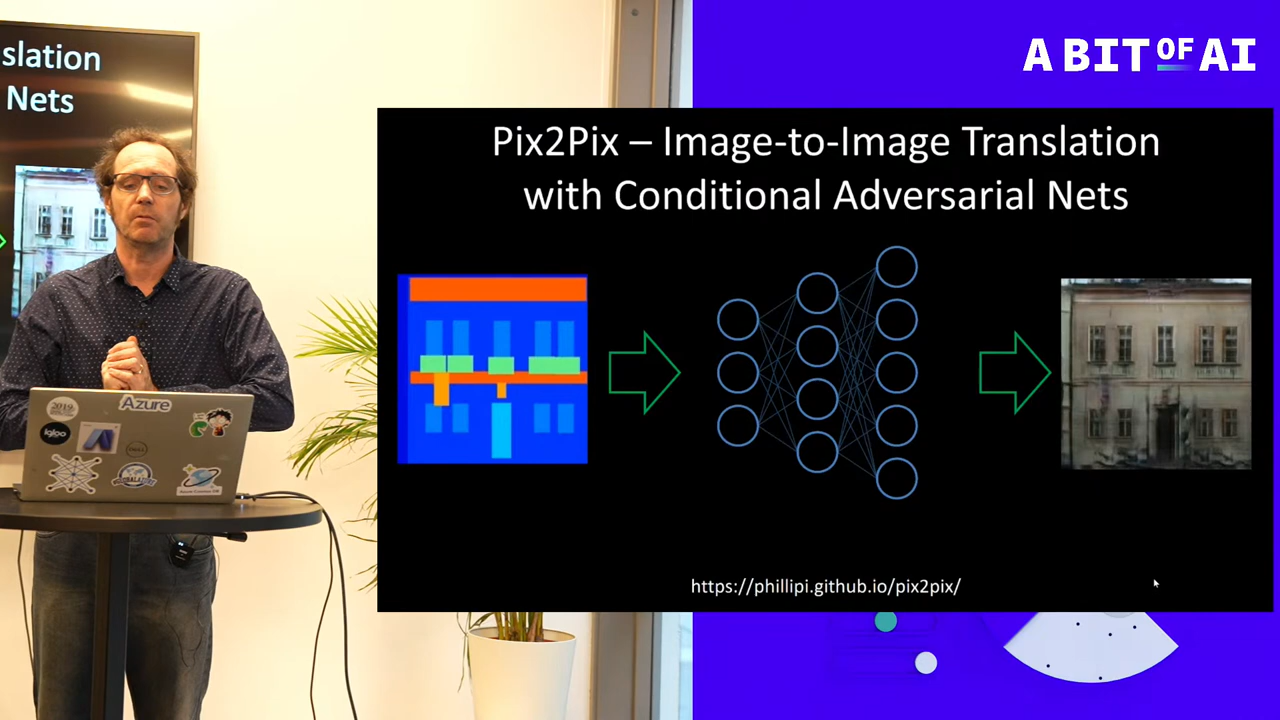 A BIT OF AI
slation
Nets
Pix2Pix – Image-to-Image Translation
with Conditional Adversarial Nets
https://phillipi.github.io/pix2pix/
2019
Azure
igloo
DELL